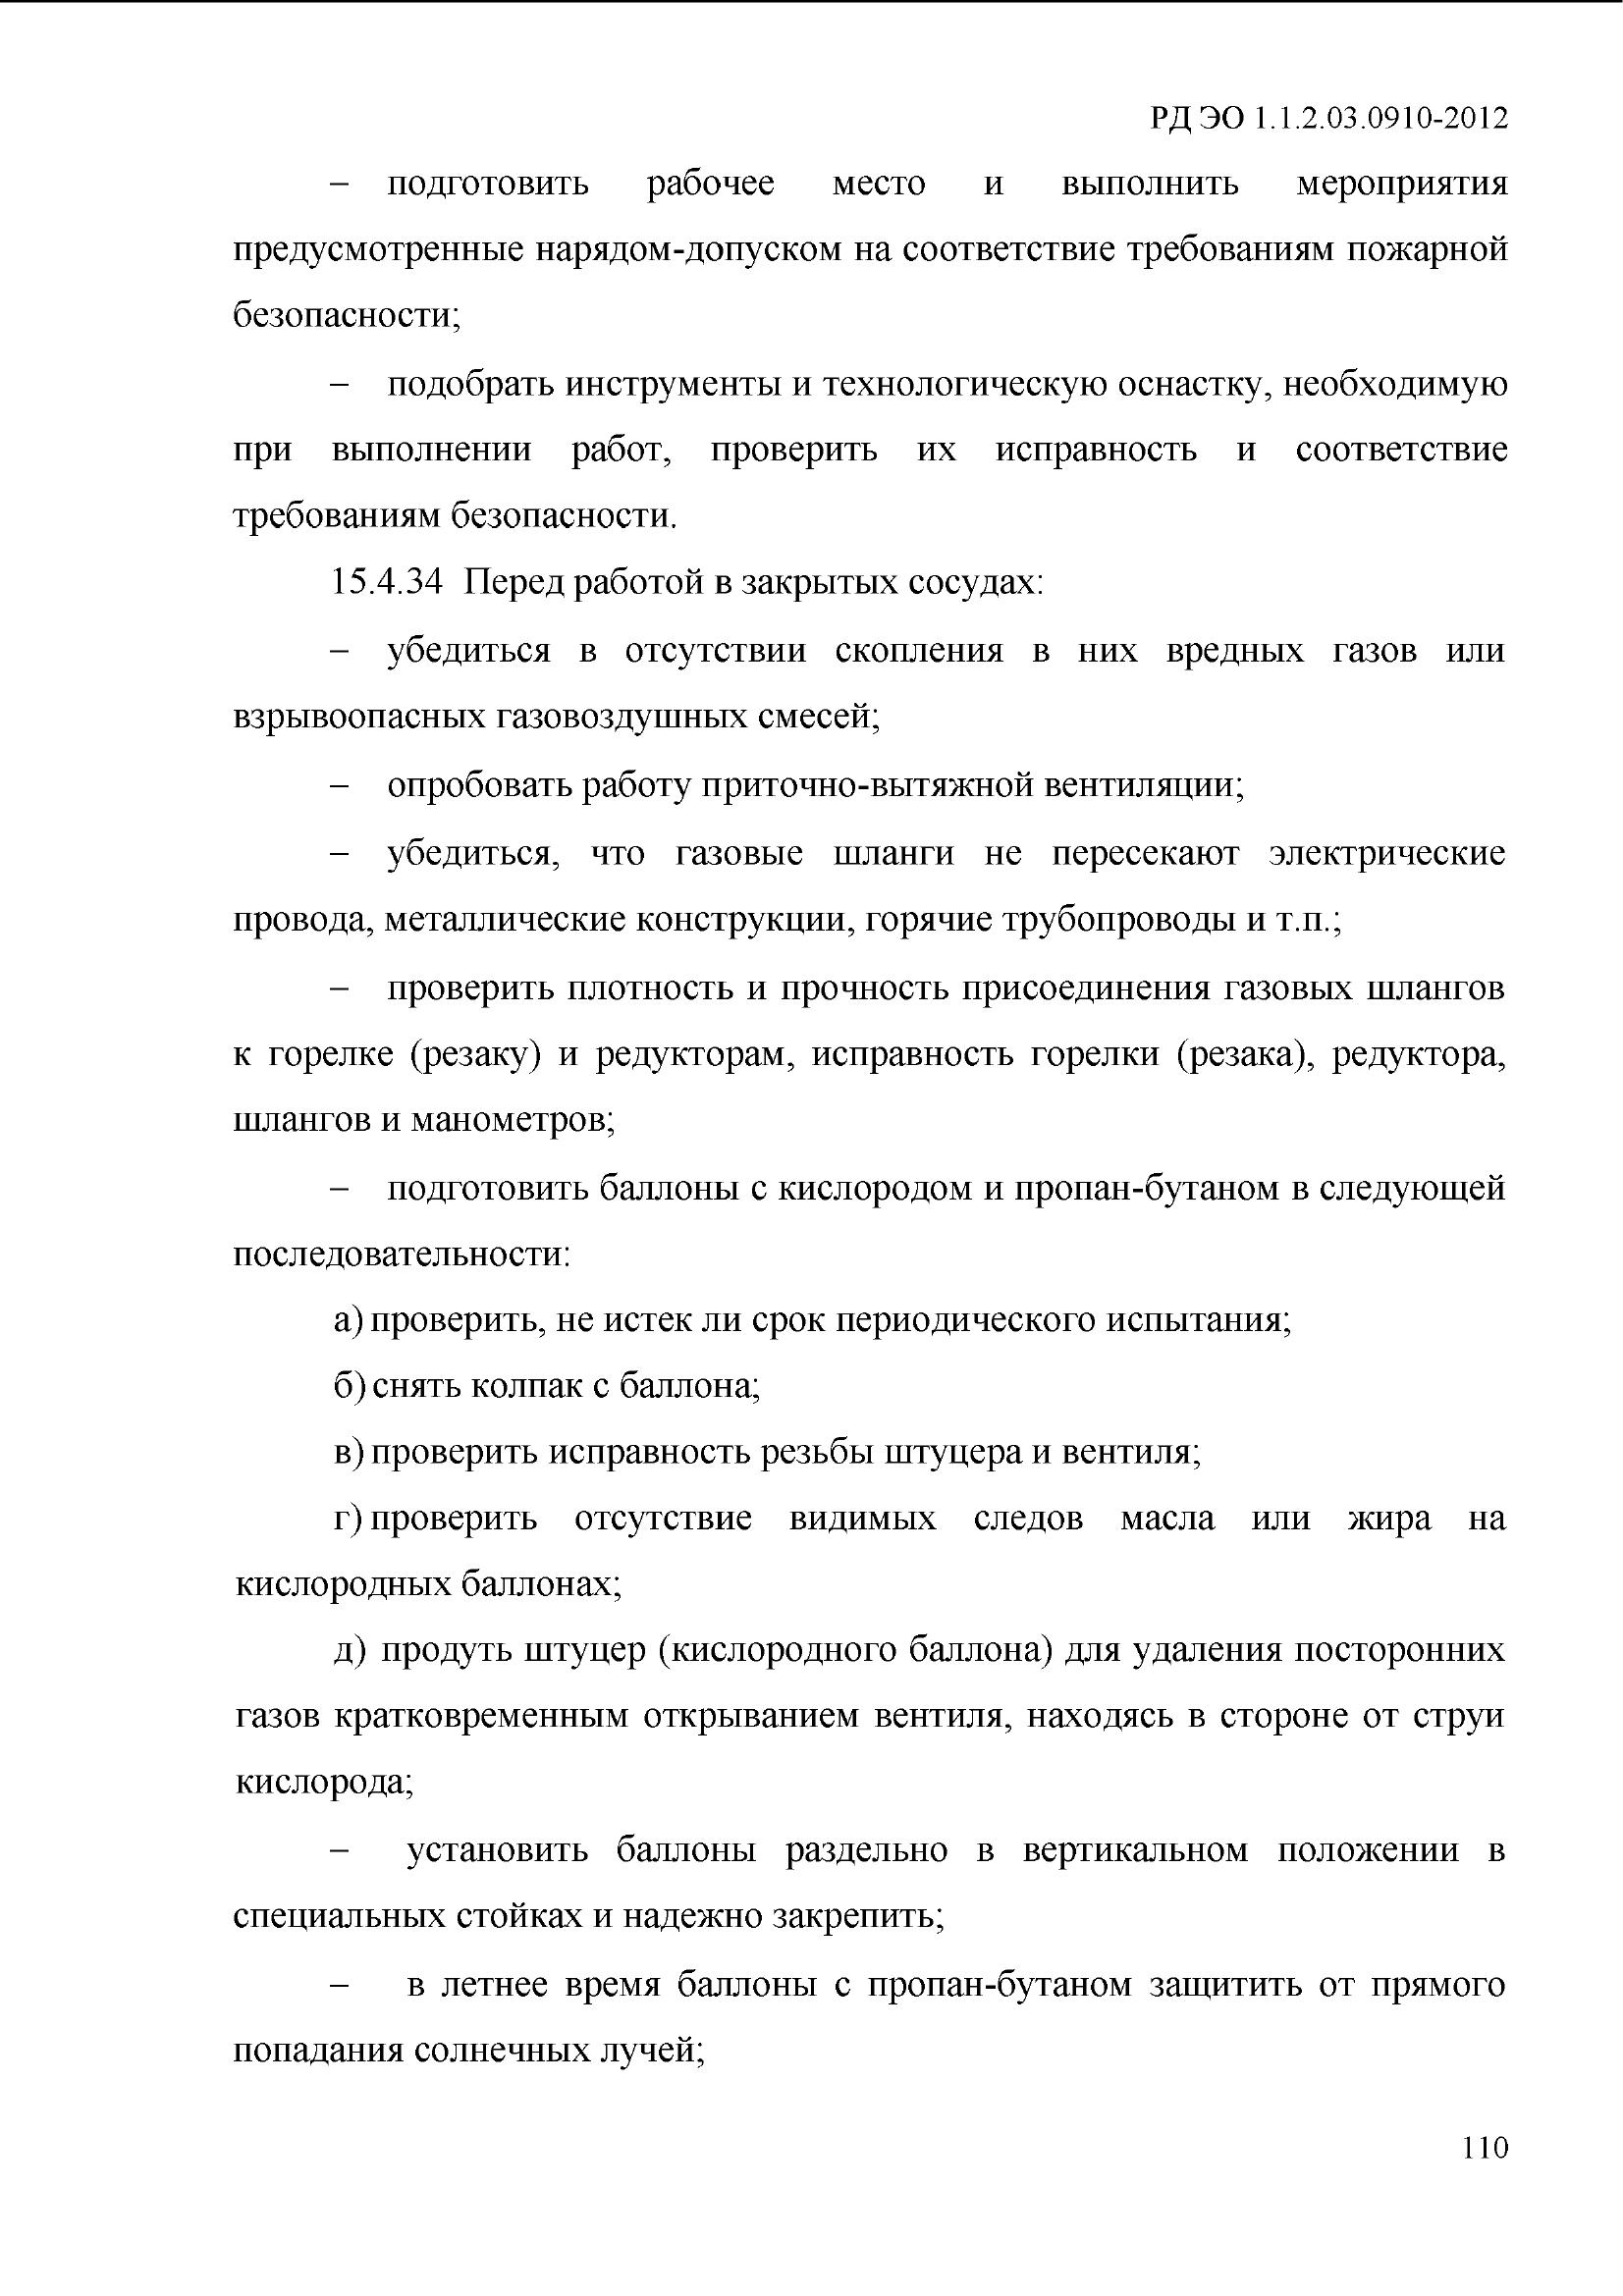 РД ЭО 1.1.2.03.0910-2012
– подготовить рабочее место и выполнить мероприятия
предусмотренные нарядом-допуском на соответствие требованиям пожарной
безопасности;
– подобрать инструменты и технологическую оснастку, необходимую
при выполнении работ, проверить их исправность и соответствие
требованиям безопасности.
15.4.34 Перед работой в закрытых сосудах:
– убедиться в отсутствии скопления в них вредных газов или
взрывоопасных газовоздушных смесей;
– опробовать работу приточно-вытяжной вентиляции;
– убедиться, что газовые шланги не пересекают электрические
провода, металлические конструкции, горячие трубопроводы и т.п.;
– проверить плотность и прочность присоединения газовых шлангов
к горелке (резаку) и редукторам, исправность горелки (резака), редуктора,
шлангов и манометров;
– подготовить баллоны с кислородом и пропан-бутаном в следующей
последовательности:
а) проверить, не истек ли срок периодического испытания;
б) снять колпак с баллона;
в) проверить исправность резьбы штуцера и вентиля;
г) проверить отсутствие видимых следов масла или жира на
кислородных баллонах;
д) продуть штуцер (кислородного баллона) для удаления посторонних
газов кратковременным открыванием вентиля, находясь в стороне от струи
кислорода;
– установить баллоны раздельно в вертикальном положении в
специальных стойках и надежно закрепить;
– в летнее время баллоны с пропан-бутаном защитить от прямого
попадания солнечных лучей;
110